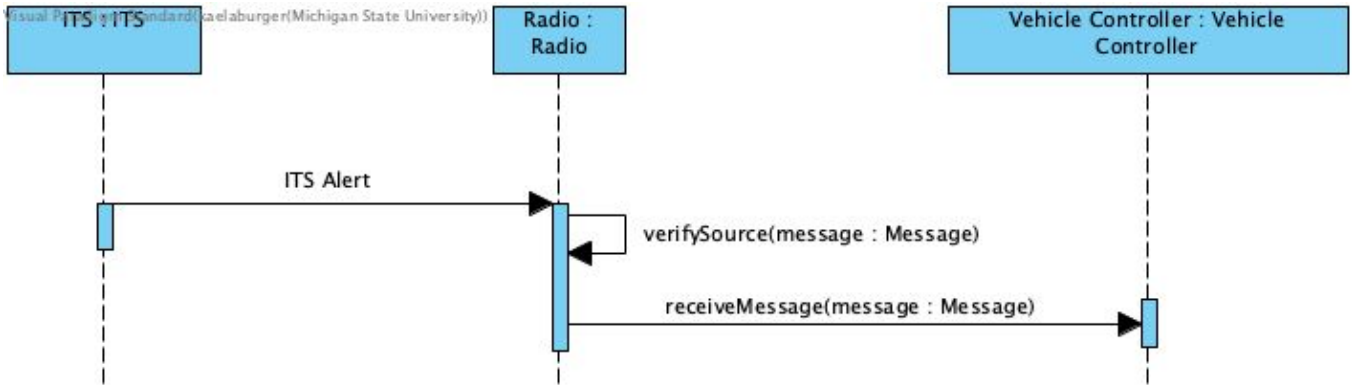 Visual Paradigm Standard(kaelaburger(Michigan State University))
ITS : ITS
Radio :
Radio
Vehicle Controller : Vehicle
Controller
ITS Alert
verifySource(message : Message)
receiveMessage(message : Message)